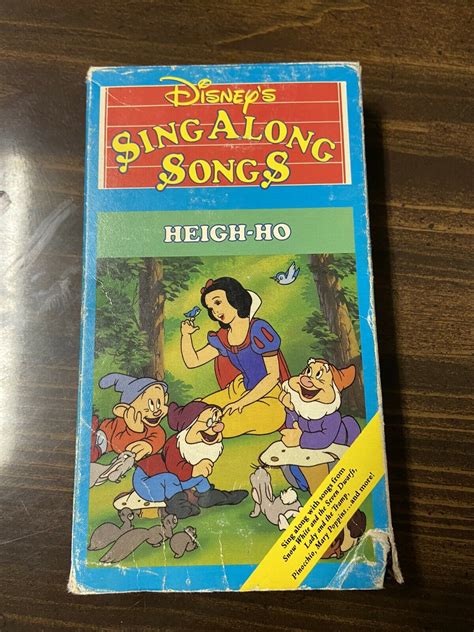 DISNEY'S
SING ALONG
SONGS
HEIGH-HO
Sing along with songs from
Snow White and the Seven Dwarfs,
Lady and the Tramp,
Pinocchio, Mary Poppins...and more!